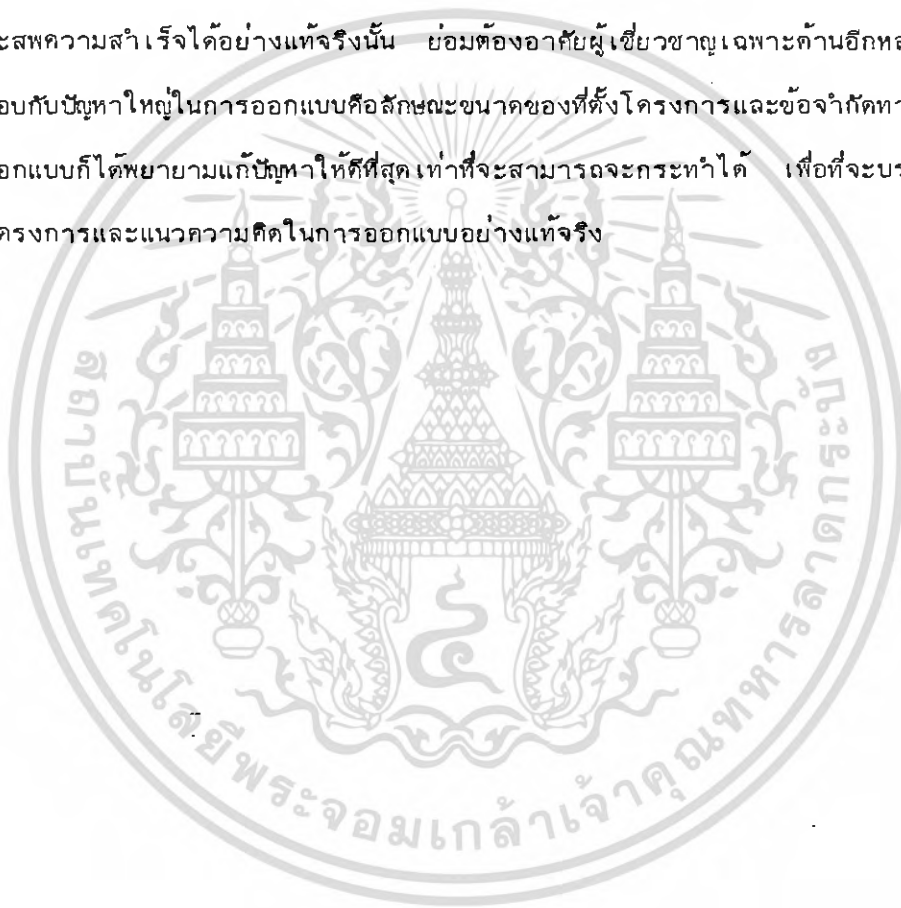 ะสพความสำเร็จได้อย่างแท้จริงนั้น ย่อมต้องอาศัยผู้เชี่ยวชาญเฉพาะด้านอีกหล
อบกับปัญหาใหญ่ในการออกแบบคือลักษณะขนาดของที่ตั้งโครงการและข้อจำกัดทา
อกแบบก็ได้พยายามแก้ปัญหาให้ดีที่สุดเท่าที่จะสามารถจะกระทำได้ เพื่อที่จะบร
ครงการและแนวความคิดในการออกแบบอย่างแท้จริง
สถาบันเทคโนโลยีพระจอมเกล้าเจ้าคุณทหารลาดกระบัง
๔